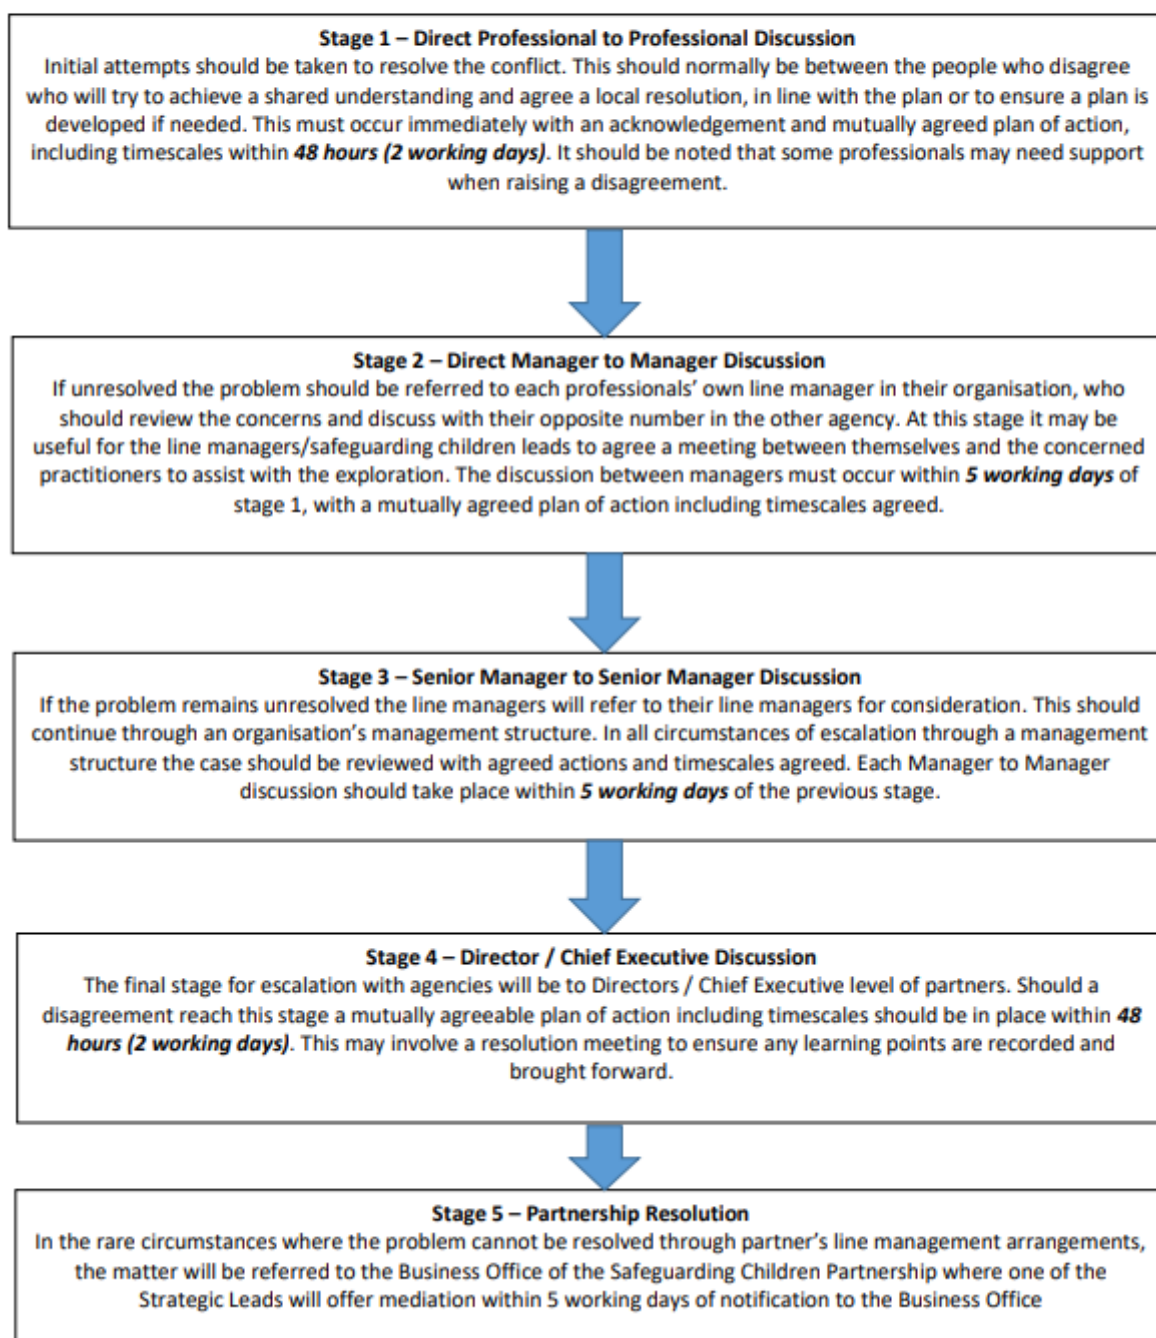 Stage 1 – Direct Professional to Professional Discussion
Initial attempts should be taken to resolve the conflict. This should normally be between the people who disagree
who will try to achieve a shared understanding and agree a local resolution, in line with the plan or to ensure a plan is
developed if needed. This must occur immediately with an acknowledgement and mutually agreed plan of action,
including timescales within 48 hours (2 working days). It should be noted that some professionals may need support
when raising a disagreement.
Stage 2 – Direct Manager to Manager Discussion
If unresolved the problem should be referred to each professionals' own line manager in their organisation, who
should review the concerns and discuss with their opposite number in the other agency. At this stage it may be
useful for the line managers/safeguarding children leads to agree a meeting between themselves and the concerned
practitioners to assist with the exploration. The discussion between managers must occur within 5 working days of
stage 1, with a mutually agreed plan of action including timescales agreed.
Stage 3 – Senior Manager to Senior Manager Discussion
If the problem remains unresolved the line managers will refer to their line managers for consideration. This should
continue through an organisation's management structure. In all circumstances of escalation through a management
structure the case should be reviewed with agreed actions and timescales agreed. Each Manager to Manager
discussion should take place within 5 working days of the previous stage.
Stage 4 – Director / Chief Executive Discussion
The final stage for escalation with agencies will be to Directors / Chief Executive level of partners. Should a
disagreement reach this stage a mutually agreeable plan of action including timescales should be in place within 48
hours (2 working days). This may involve a resolution meeting to ensure any learning points are recorded and
brought forward.
Stage 5 – Partnership Resolution
In the rare circumstances where the problem cannot be resolved through partner's line management arrangements,
the matter will be referred to the Business Office of the Safeguarding Children Partnership where one of the
Strategic Leads will offer mediation within 5 working days of notification to the Business Office